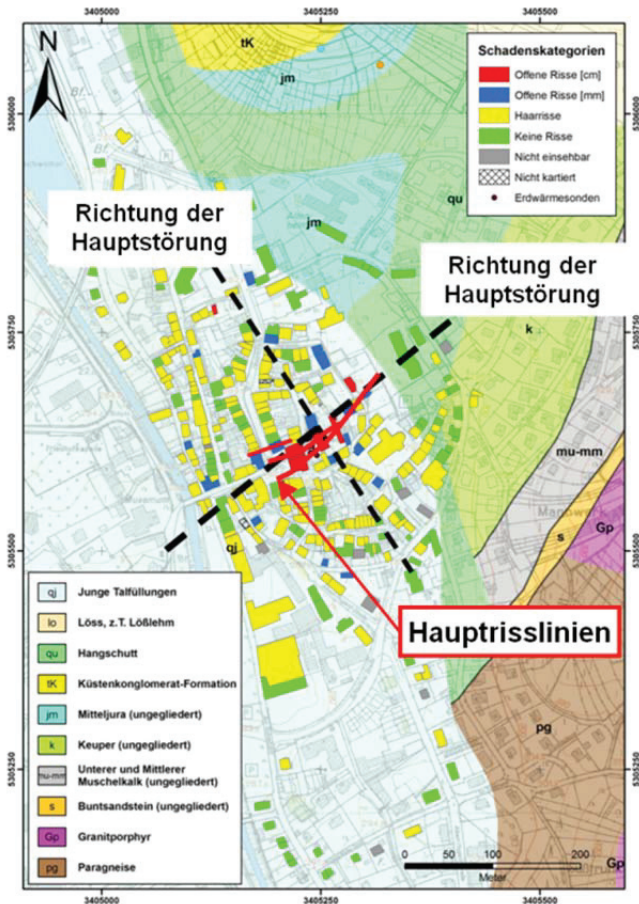 3405000
3405250
3405500
N
tK
jm
Schadenskategorien
Offene Risse [cm]
Offene Risse [mm]
Haarrisse
Keine Risse
Nicht einsehbar
Nicht kartiert
Erdwärmesonden
5306000
5306000
Richtung der
Hauptstörung
jm
qu
Richtung der
Hauptstörung
5305750
5305750
k
mu-mm
s
Gp
5305500
5305500
qj
Hauptrisslinien
qj Junge Talfüllungen
lo Löss, z.T. Lößlehm
qu Hangschutt
tK Küstenkonglomerat-Formation
jm Mitteljura (ungegliedert)
k Keuper (ungegliedert)
mu-mm Unterer und Mittlerer
Muschelkalk (ungegliedert)
s Buntsandstein (ungegliedert)
Gp Granitporphyr
pg Paragneise
pg
Gp
5305250
5305250
0 50 100 200
Meter
3405000
3405250
3405500